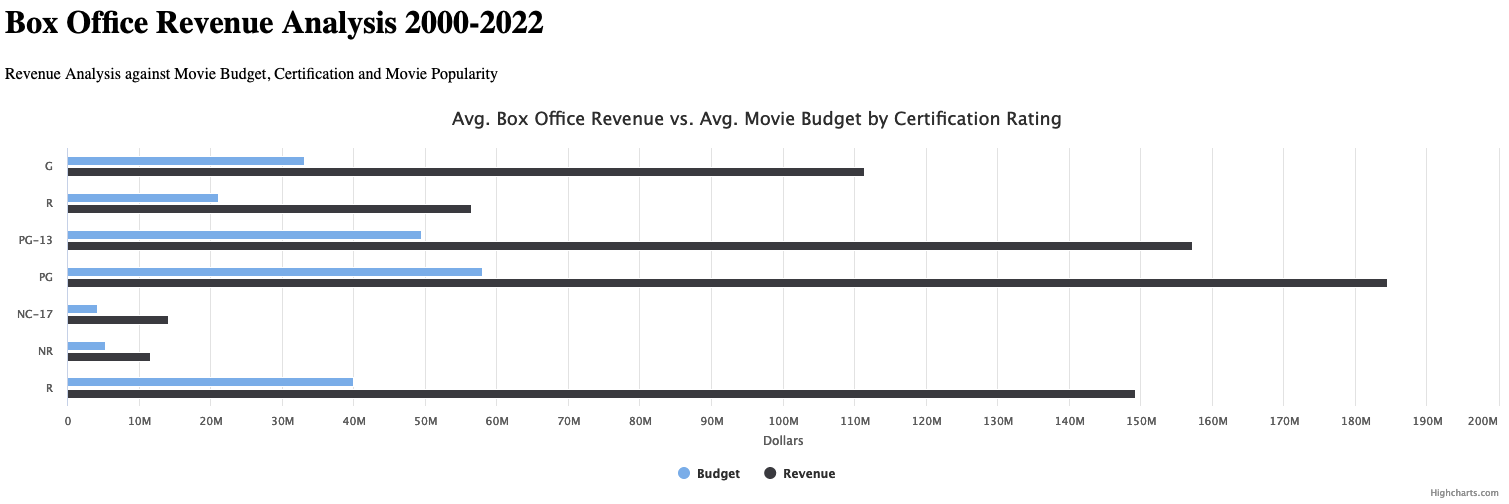 Box Office Revenue Analysis 2000-2022
Revenue Analysis against Movie Budget, Certification and Movie Popularity
Avg. Box Office Revenue vs. Avg. Movie Budget by Certification Rating
G
R
PG-13
PG
NC-17
NR
R
0 10M 20M 30M 40M 50M 60M 70M 80M 90M 100M 110M 120M 130M 140M 150M 160M 170M 180M 190M 200M
Dollars
Budget Revenue
Highcharts.com